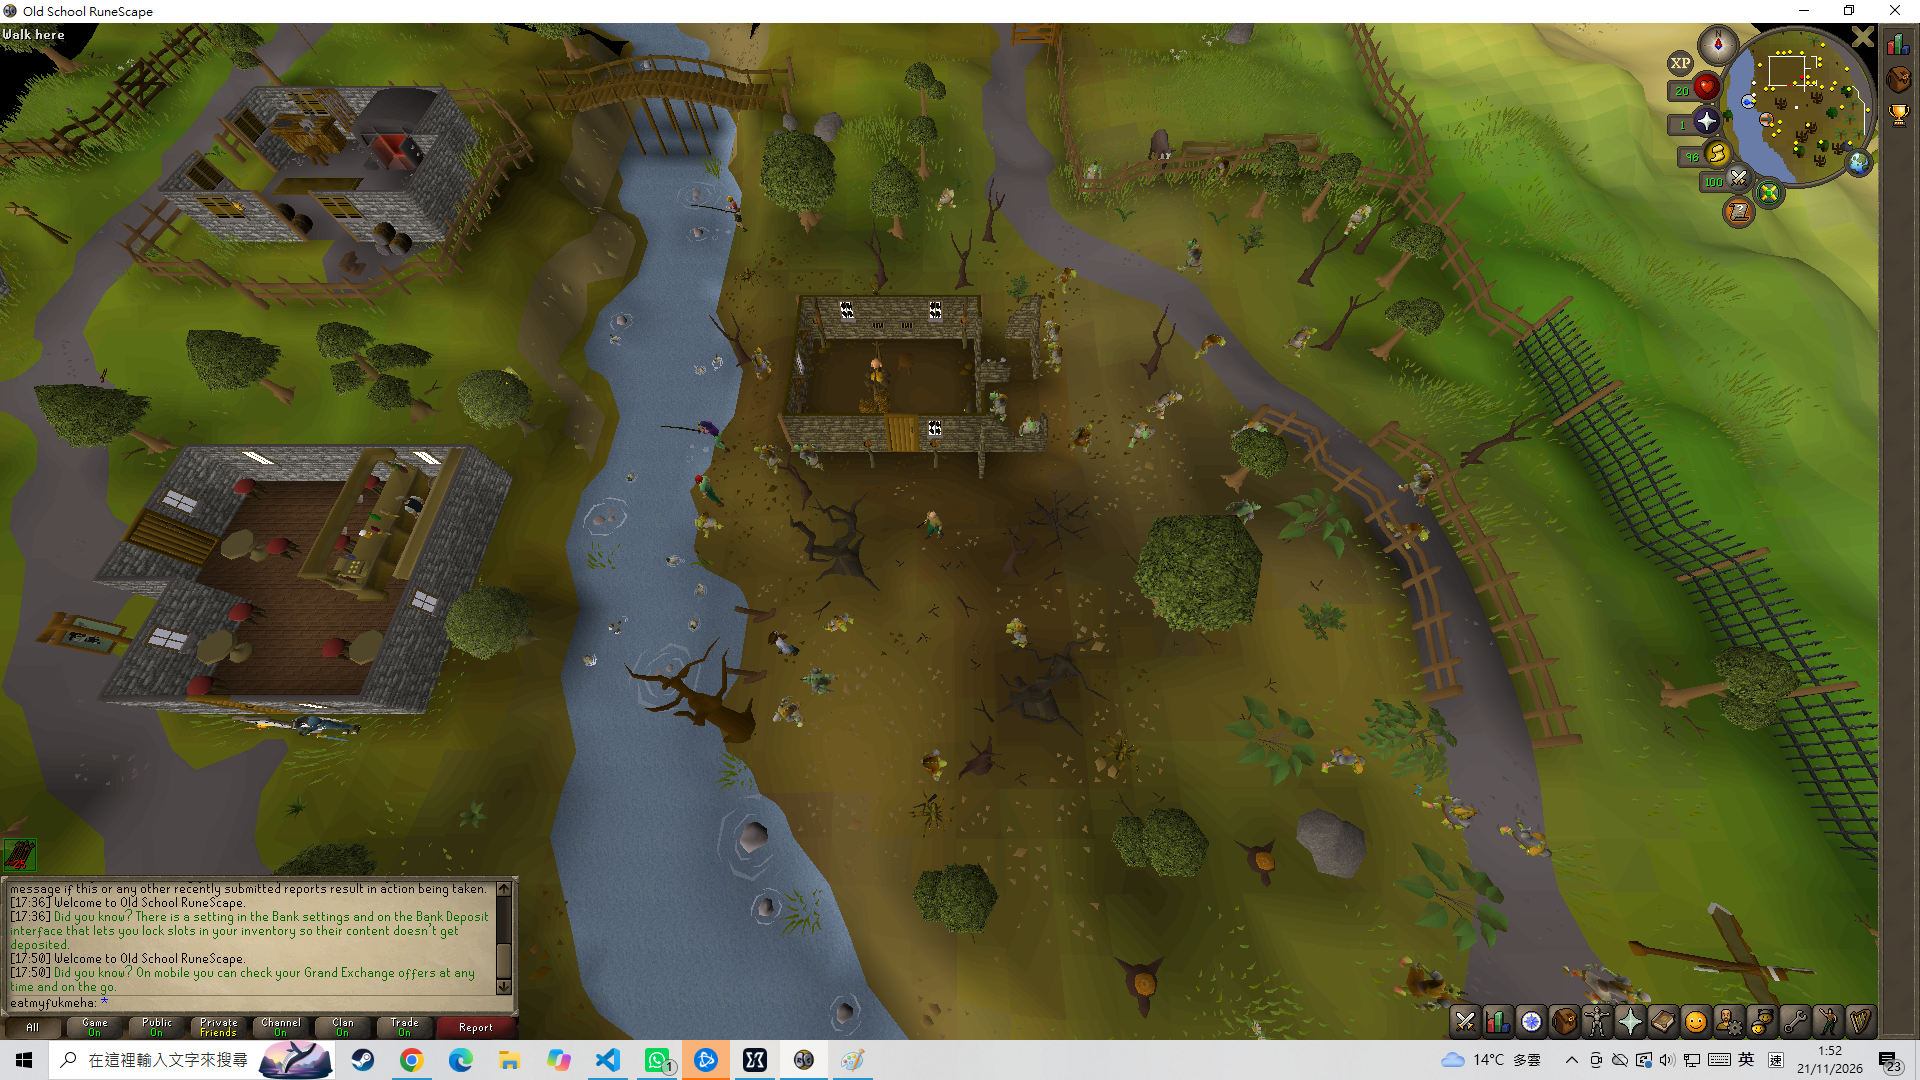 Old School RuneScape
Walk here
N
XP
20
1
96
100
25
message if this or any other recently submitted reports result in action being taken.
[17:36] Welcome to Old School RuneScape.
[17:36] Did you know? There is a setting in the Bank settings and on the Bank Deposit
interface that lets you lock slots in your inventory so their content doesn't get
deposited.
[17:50] Welcome to Old School RuneScape.
[17:50] Did you know? On mobile you can check your Grand Exchange offers at any
time and on the go.
eatmyfukmeha: *
All
Game
On
Public
On
Private
Friends
Channel
On
Clan
On
Trade
On
Report
在這裡輸入文字來搜尋
1
14°C 多雲
英
速
1:52
21/11/2026
23